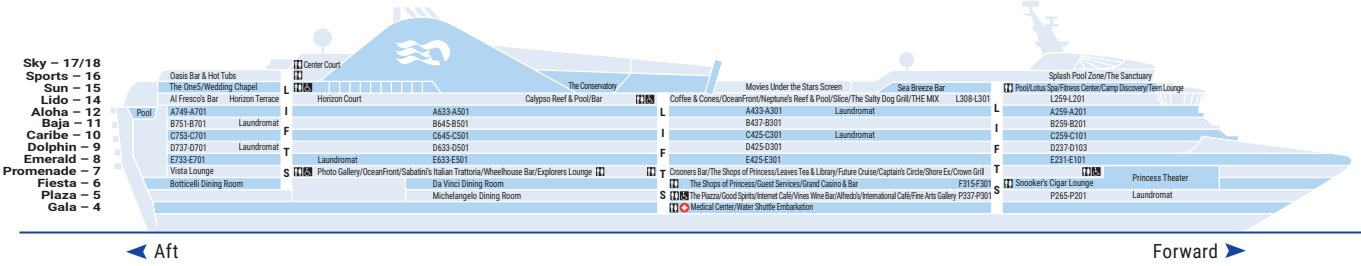 Sky – 17/18 Center Court
Sports – 16 Oasis Bar & Hot Tubs Splash Pool Zone/The Sanctuary
Sun – 15 The One5/Wedding Chapel The Conservatory Movies Under the Stars Screen Sea Breeze Bar Pool/Lotus Spa/Fitness Center/Camp Discovery/Teen Lounge
Lido – 14 Al Fresco's Bar Horizon Terrace Horizon Court Calypso Reef & Pool/Bar Coffee & Cones/OceanFront/Neptune's Reef & Pool/Slice/The Salty Dog Grill/THE MIX L308-L301 L259-L201
Aloha – 12 Pool A749-A701 A633-A501 A433-A301 Laundromat A259-A201
Baja – 11 B751-B701 Laundromat B645-B501 B437-B301 B259-B201
Caribe – 10 C753-C701 C645-C501 C425-C301 Laundromat C259-C101
Dolphin – 9 D737-D701 Laundromat D633-D501 D425-D301 D237-D103
Emerald – 8 E733-E701 Laundromat E633-E501 E425-E301 E231-E101
Promenade – 7 Vista Lounge Photo Gallery/OceanFront/Sabatini's Italian Trattoria/Wheelhouse Bar/Explorers Lounge Crooners Bar/The Shops of Princess/Leaves Tea & Library/Future Cruise/Captain's Circle/Shore Ex/Crown Grill Princess Theater
Fiesta – 6 Botticelli Dining Room Da Vinci Dining Room The Shops of Princess/Guest Services/Grand Casino & Bar F315-F301 Snooker's Cigar Lounge
Plaza – 5 Michelangelo Dining Room The Piazza/Good Spirits/Internet Café/Vines Wine Bar/Alfredo's/International Café/Fine Arts Gallery P337-P301 P265-P201 Laundromat
Gala – 4 Medical Center/Water Shuttle Embarkation
LIFTS
LIFTS
LIFTS
Aft Forward